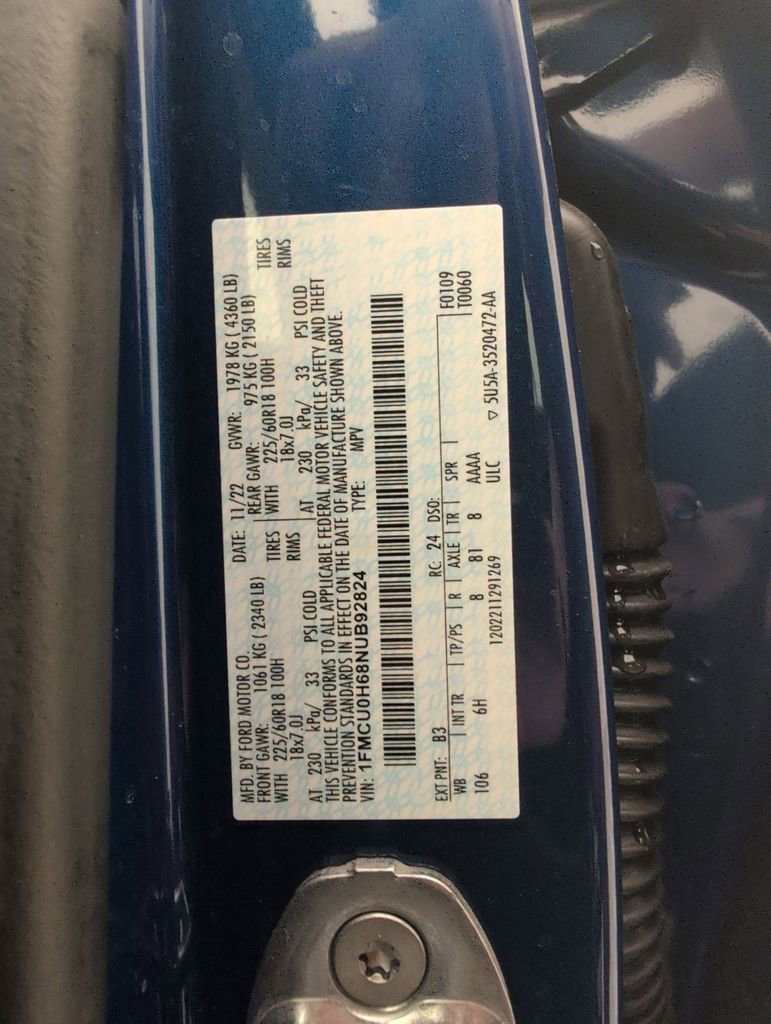 MFD. BY FORD MOTOR CO. DATE: 11/22 GVWR: 1978 KG ( 4360 LB)
FRONT GAWR: 1061 KG ( 2340 LB) REAR GAWR: 975 KG ( 2150 LB)
WITH 225/60R18 100H TIRES WITH 225/60R18 100H TIRES
18x7.0J RIMS 18x7.0J RIMS
AT 230 kPa/ 33 PSI COLD AT 230 kPa/ 33 PSI COLD
THIS VEHICLE CONFORMS TO ALL APPLICABLE FEDERAL MOTOR VEHICLE SAFETY AND THEFT
PREVENTION STANDARDS IN EFFECT ON THE DATE OF MANUFACTURE SHOWN ABOVE.
VIN: 1FMCU0H68NUB92824 TYPE: MPV
EXT PNT: B3 RC: 24 DSO: F0109
WB INT TR TP/PS R AXLE TR SPR T0060
106 6H 8 81 8 AAAA
1202211291269 ULC ▽ 5U5A-3520472-AA